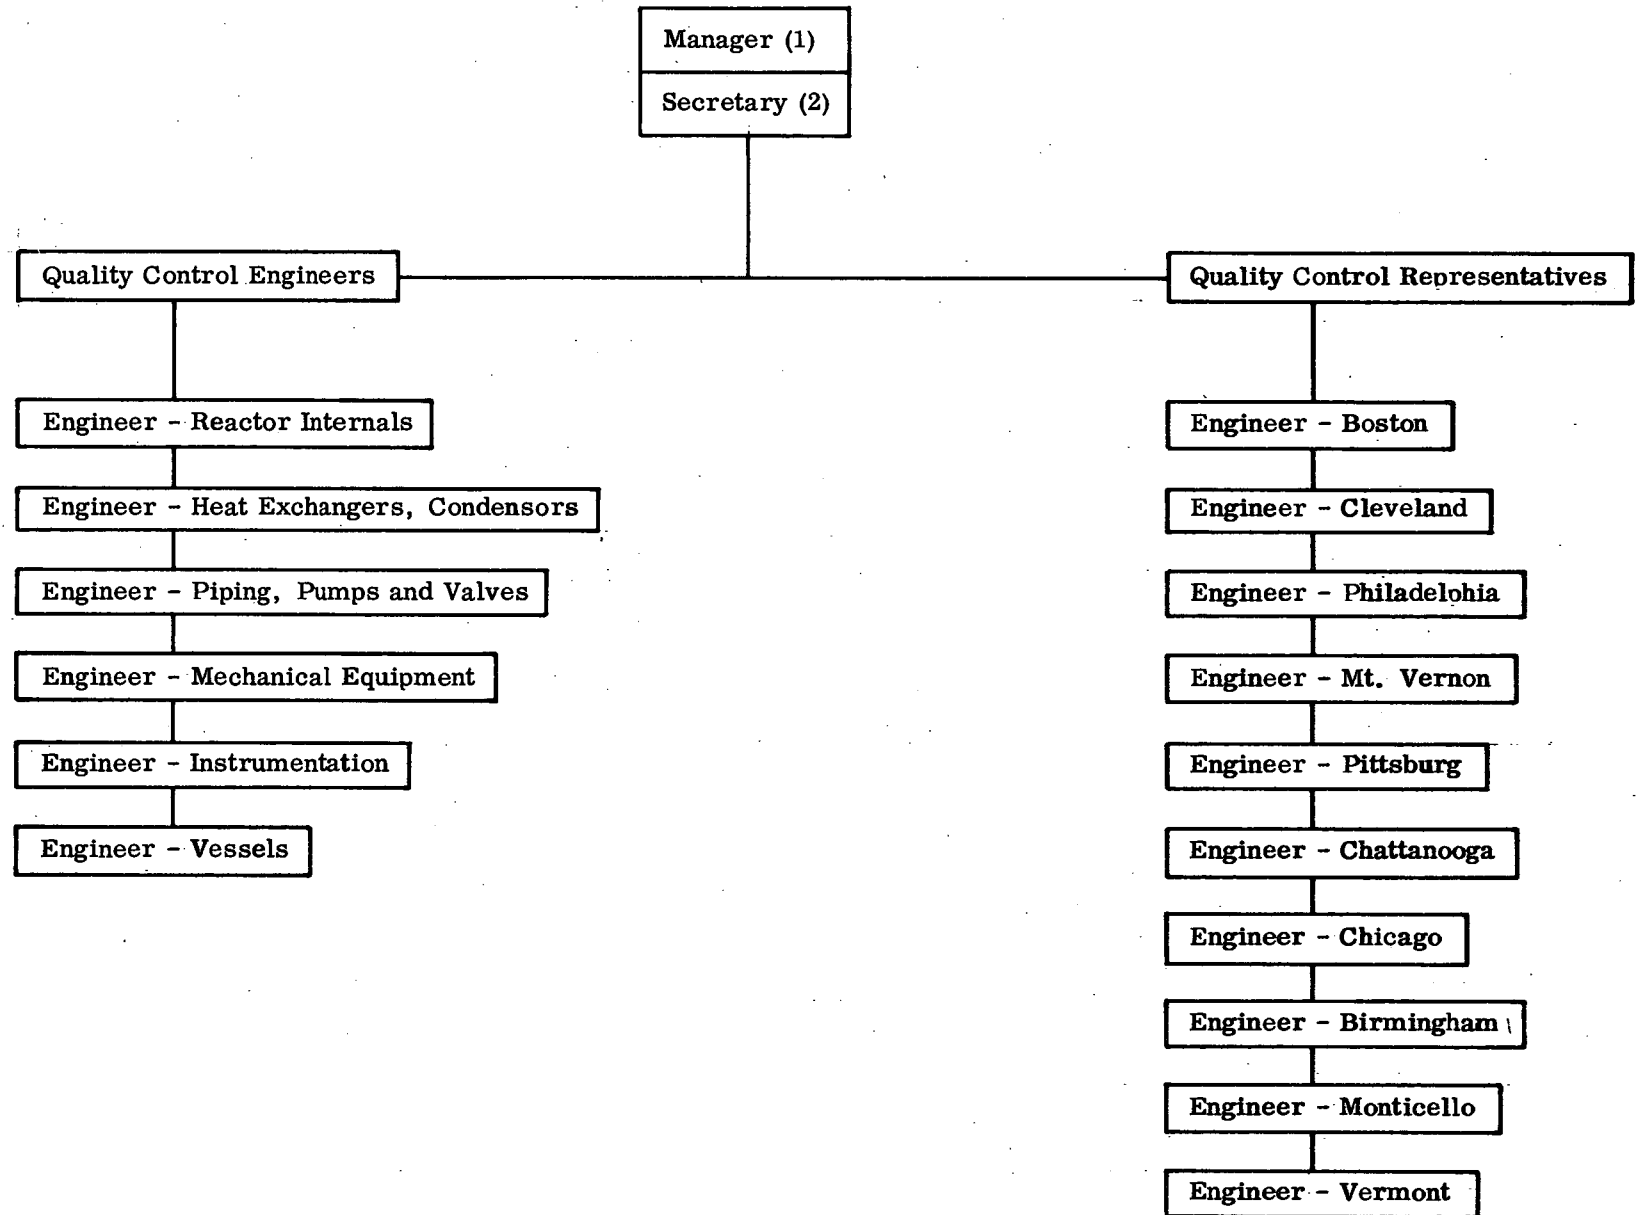 Manager (1)
Secretary (2)
Quality Control Engineers
Engineer - Reactor Internals
Engineer - Heat Exchangers, Condensors
Engineer - Piping, Pumps and Valves
Engineer - Mechanical Equipment
Engineer - Instrumentation
Engineer - Vessels
Quality Control Representatives
Engineer - Boston
Engineer - Cleveland
Engineer - Philadelphia
Engineer - Mt. Vernon
Engineer - Pittsburg
Engineer - Chattanooga
Engineer - Chicago
Engineer - Birmingham
Engineer - Monticello
Engineer - Vermont